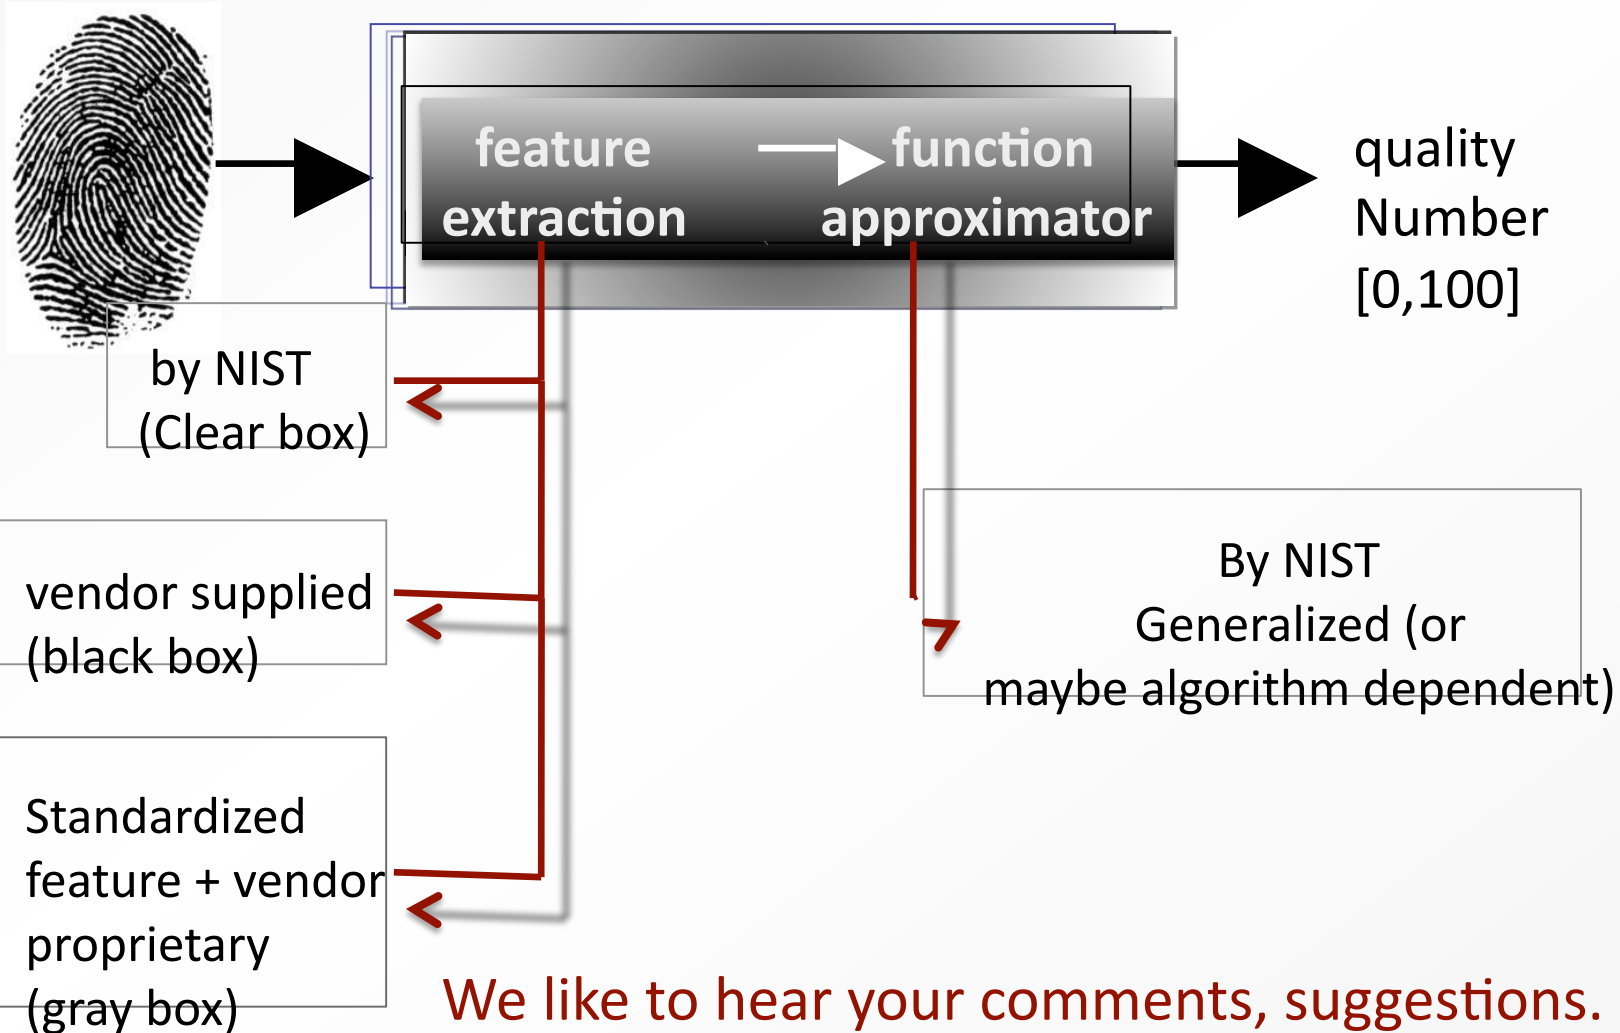 feature
extraction
function
approximator
quality
Number
[0,100]
by NIST
(Clear box)
vendor supplied
(black box)
Standardized
feature + vendor
proprietary
(gray box)
By NIST
Generalized (or
maybe algorithm dependent)
We like to hear your comments, suggestions.